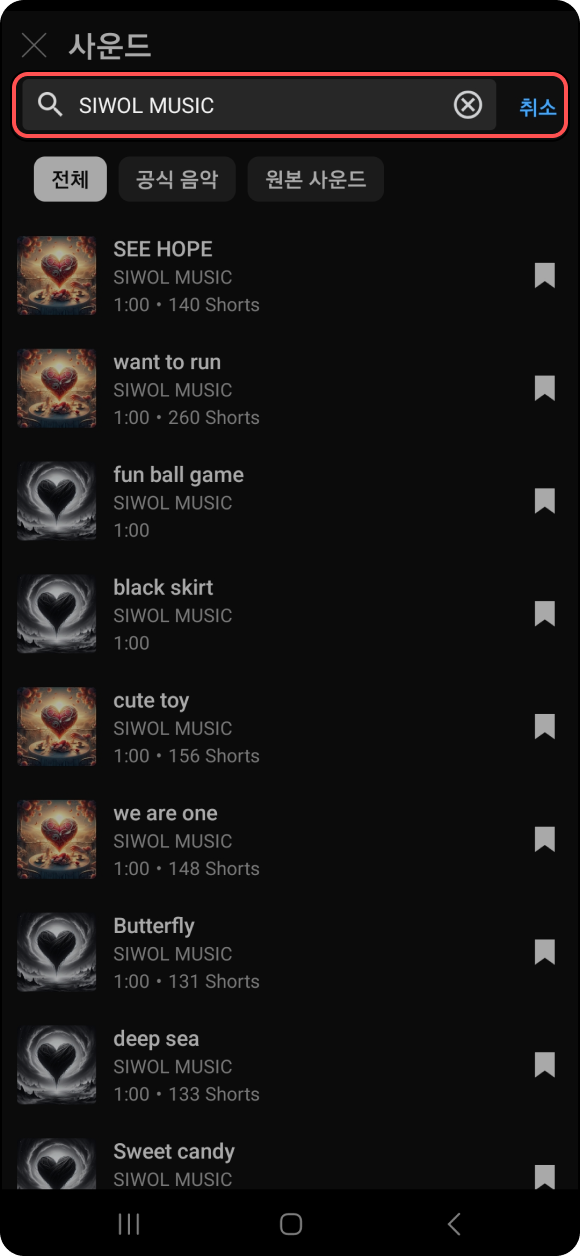 사운드
SIWOL MUSIC
취소
전체
공식 음악
원본 사운드
SEE HOPE
SIWOL MUSIC
1:00 • 140 Shorts
want to run
SIWOL MUSIC
1:00 • 260 Shorts
fun ball game
SIWOL MUSIC
1:00
black skirt
SIWOL MUSIC
1:00
cute toy
SIWOL MUSIC
1:00 • 156 Shorts
we are one
SIWOL MUSIC
1:00 • 148 Shorts
Butterfly
SIWOL MUSIC
1:00 • 131 Shorts
deep sea
SIWOL MUSIC
1:00 • 133 Shorts
Sweet candy
SIWOL MUSIC